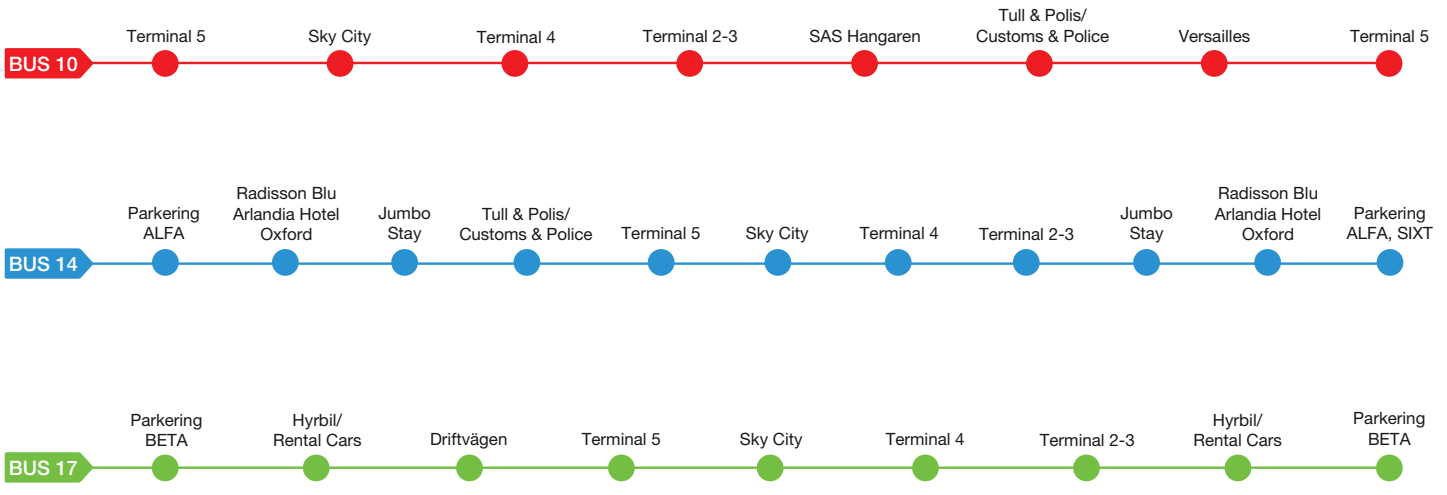 BUS 10
Terminal 5
Sky City
Terminal 4
Terminal 2-3
SAS Hangaren
Tull & Polis/
Customs & Police
Versailles
Terminal 5
BUS 14
Parkering
ALFA
Radisson Blu
Arlandia Hotel
Oxford
Jumbo
Stay
Tull & Polis/
Customs & Police
Terminal 5
Sky City
Terminal 4
Terminal 2-3
Jumbo
Stay
Radisson Blu
Arlandia Hotel
Oxford
Parkering
ALFA, SIXT
BUS 17
Parkering
BETA
Hyrbil/
Rental Cars
Driftvägen
Terminal 5
Sky City
Terminal 4
Terminal 2-3
Hyrbil/
Rental Cars
Parkering
BETA